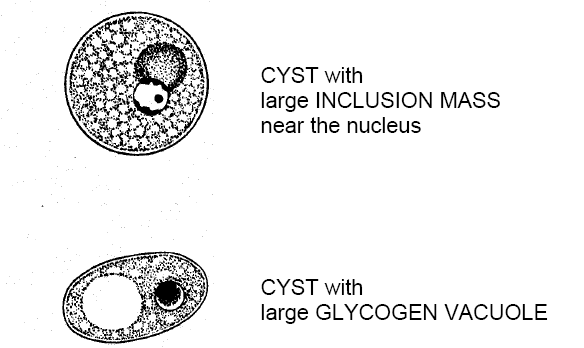 CYST with
large INCLUSION MASS
near the nucleus
CYST with
large GLYCOGEN VACUOLE